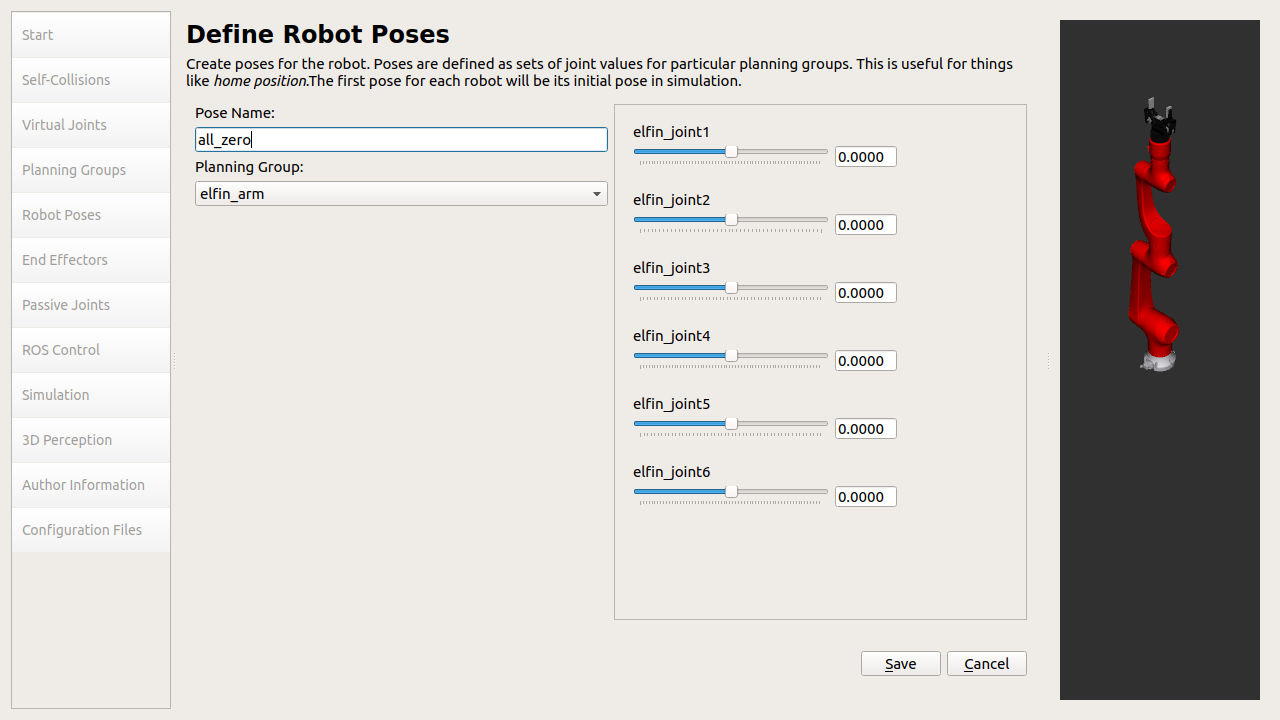 Start
Self-Collisions
Virtual Joints
Planning Groups
Robot Poses
End Effectors
Passive Joints
ROS Control
Simulation
3D Perception
Author Information
Configuration Files
Define Robot Poses
Create poses for the robot. Poses are defined as sets of joint values for particular planning groups. This is useful for things
like home position.The first pose for each robot will be its initial pose in simulation.
Pose Name:
all_zero
Planning Group:
elfin_arm
elfin_joint1
0.0000
elfin_joint2
0.0000
elfin_joint3
0.0000
elfin_joint4
0.0000
elfin_joint5
0.0000
elfin_joint6
0.0000
Save
Cancel